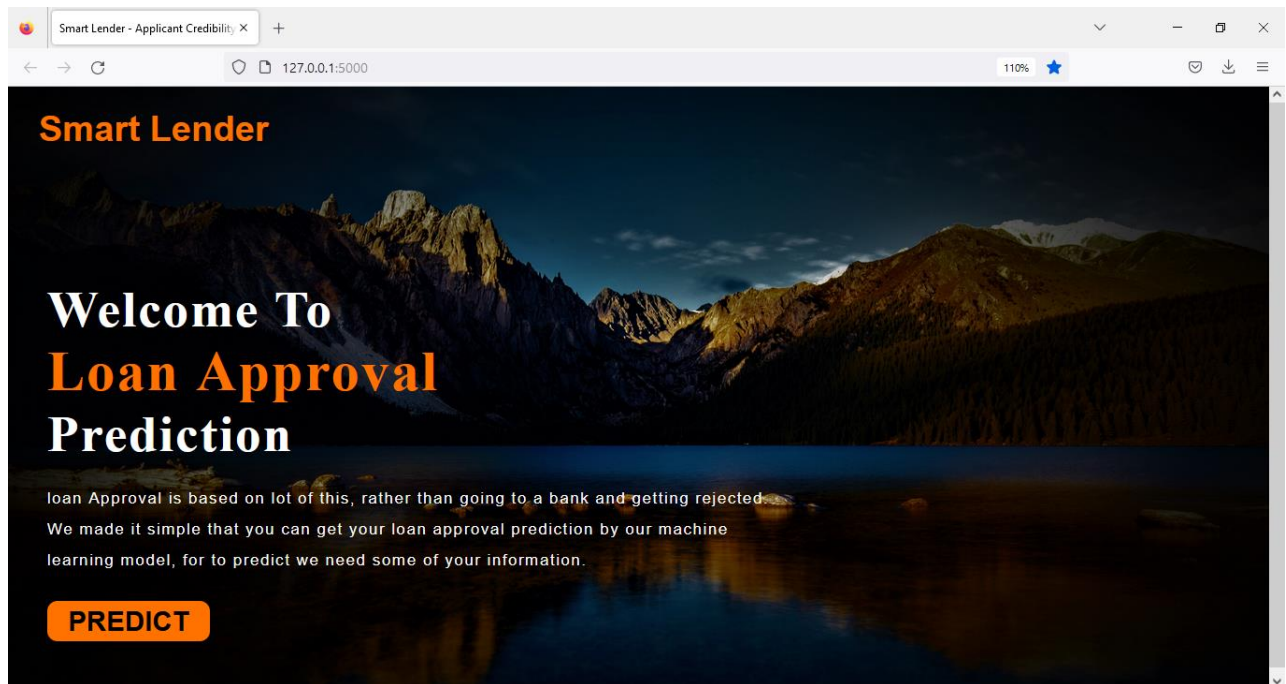 Smart Lender - Applicant Credibility
127.0.0.1:5000
110%
Smart Lender
Welcome To
Loan Approval
Prediction
loan Approval is based on lot of this, rather than going to a bank and getting rejected.
We made it simple that you can get your loan approval prediction by our machine
learning model, for to predict we need some of your information.
PREDICT